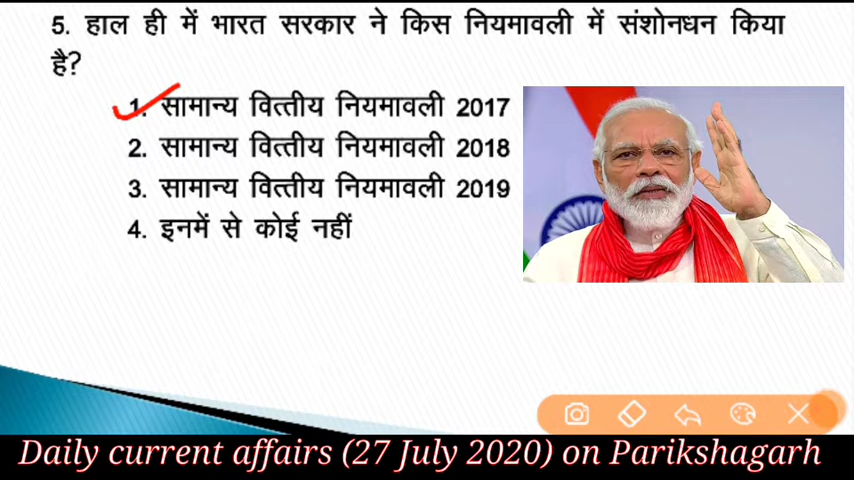 5. हाल ही में भारत सरकार ने किस नियमावली में संशोनधन किया
है?
1. सामान्य वित्तीय नियमावली 2017
2. सामान्य वित्तीय नियमावली 2018
3. सामान्य वित्तीय नियमावली 2019
4. इनमें से कोई नहीं
Daily current affairs (27 July 2020) on Parikshagarh